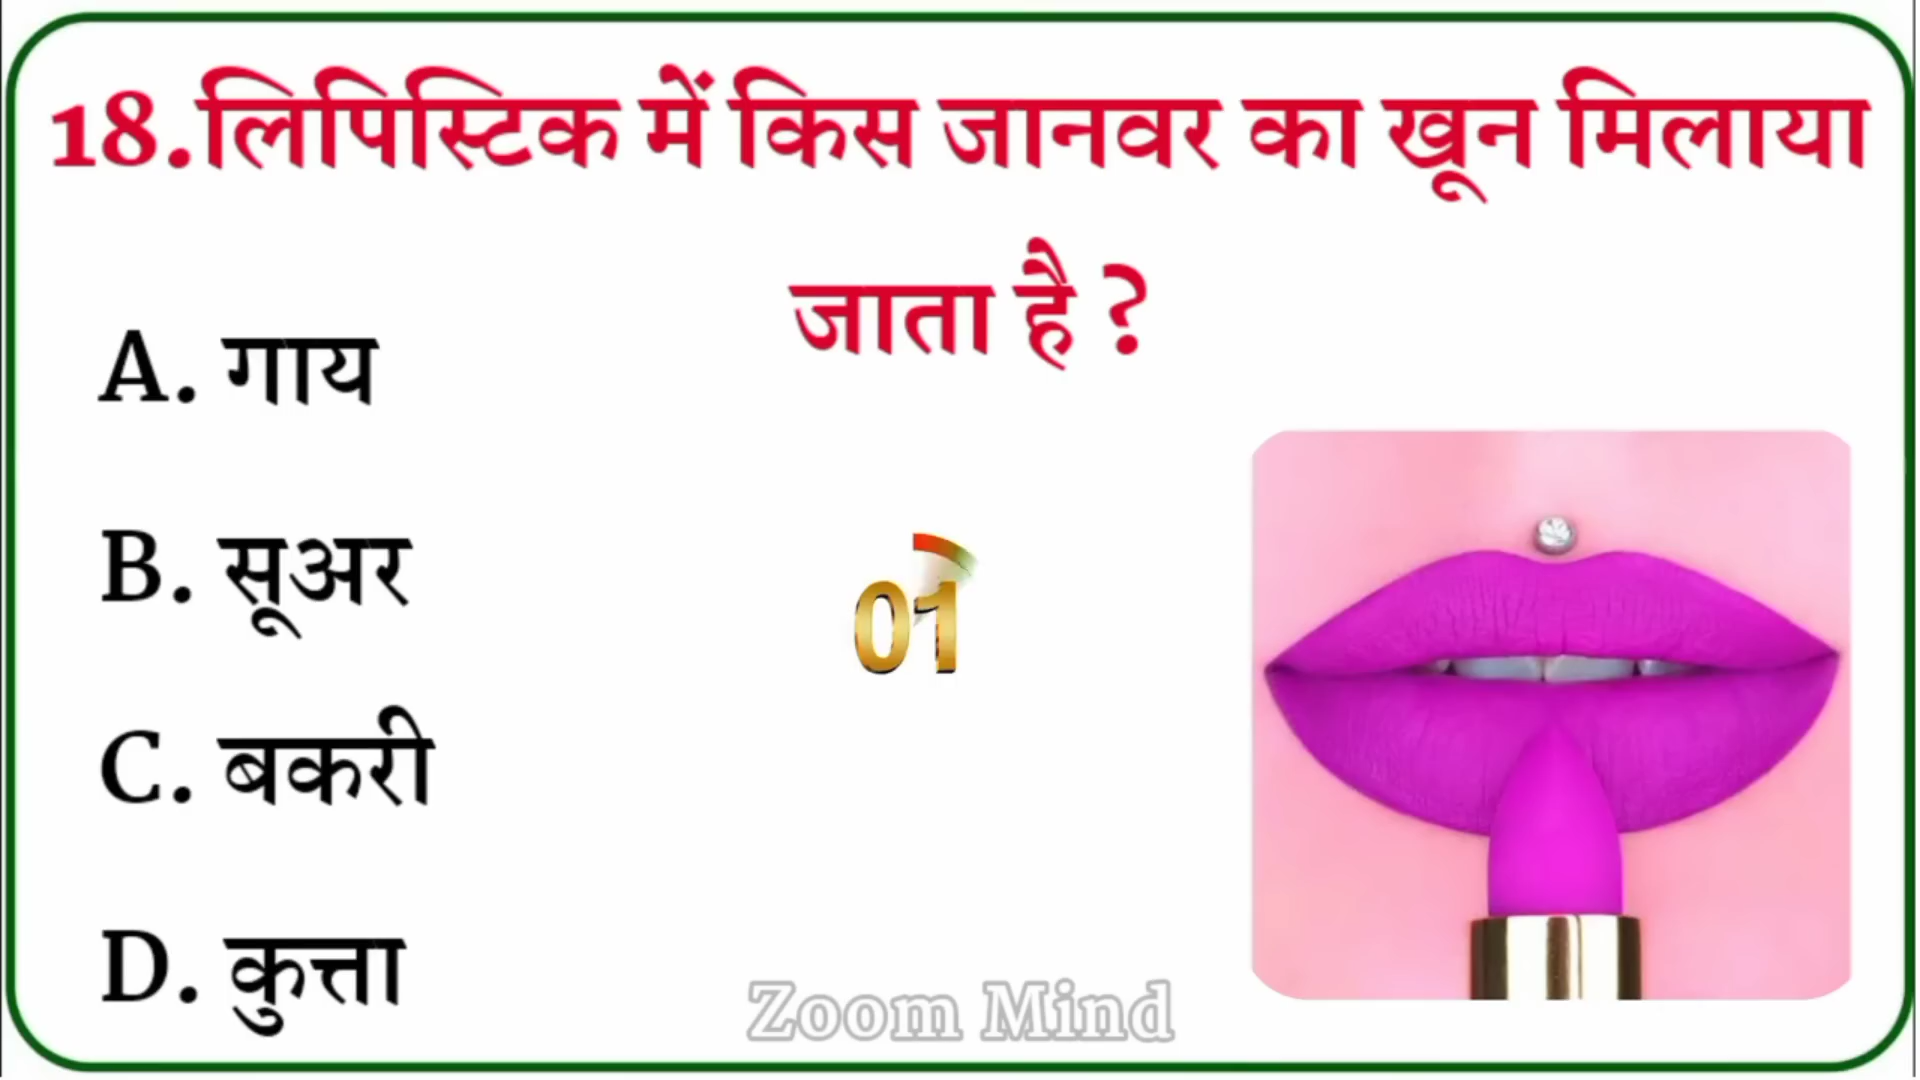 18.लिपिस्टिक में किस जानवर का खून मिलाया
जाता है ?
A. गाय
B. सूअर
01
C. बकरी
D. कुत्ता
Zoom Mind